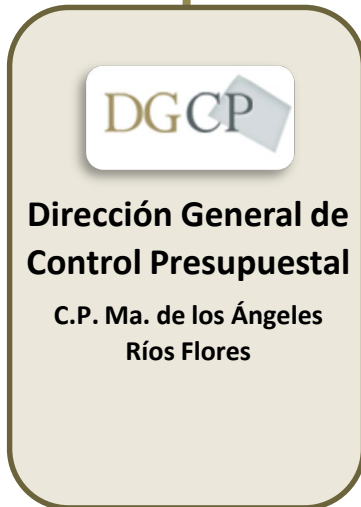 DGCP
Dirección General de
Control Presupuestal
C.P. Ma. de los Ángeles
Ríos Flores